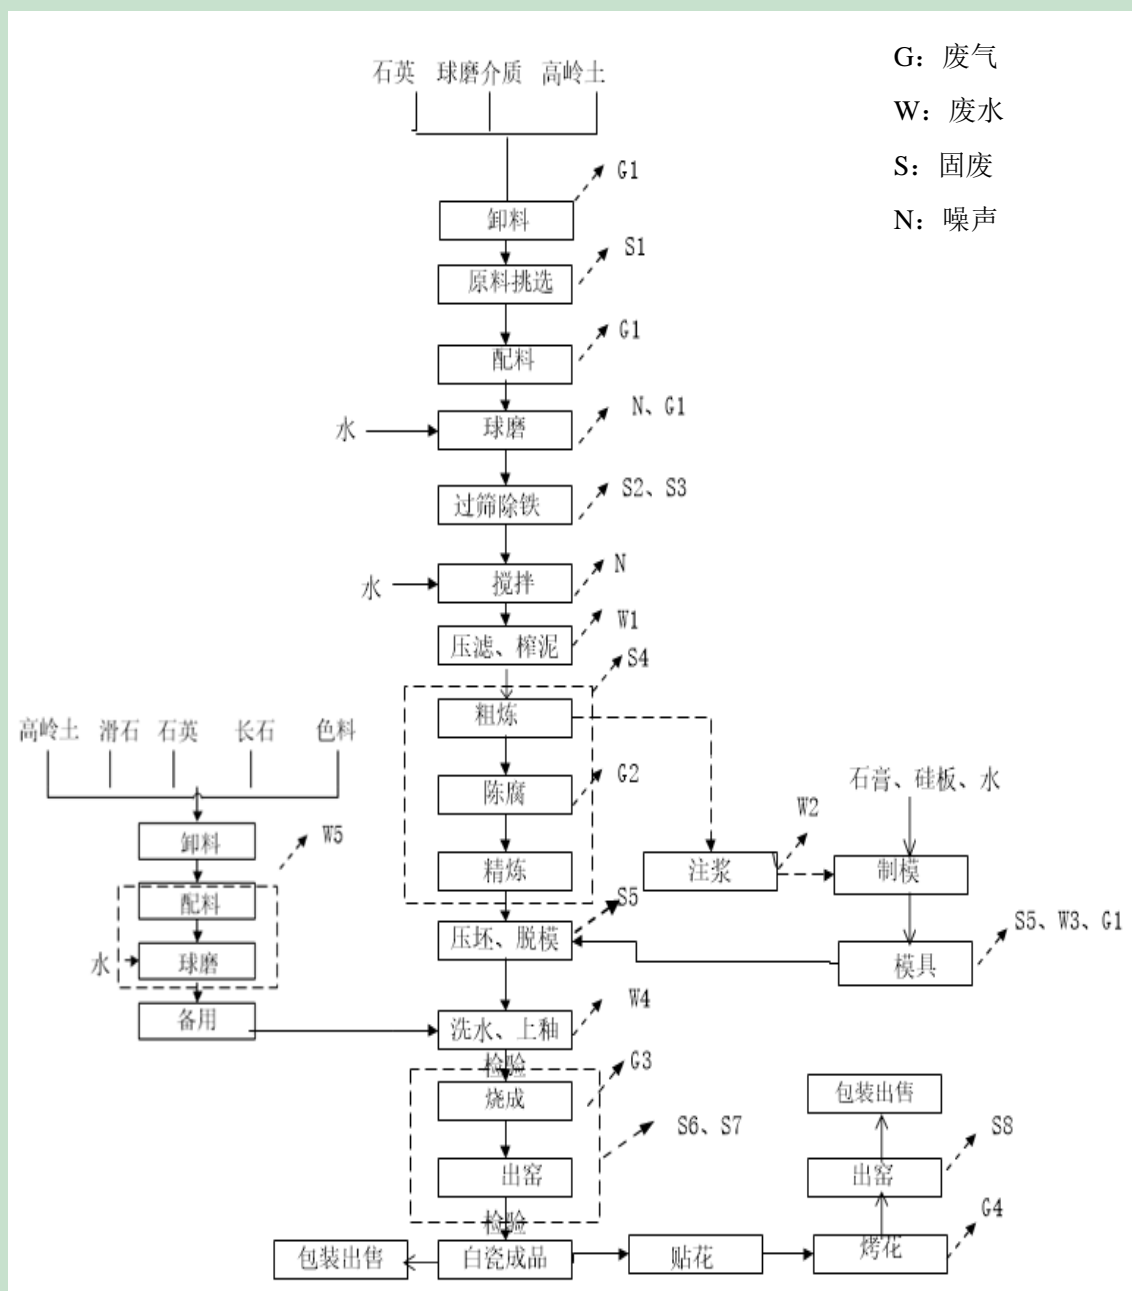 G：废气
石英 球磨介质 高岭土
W：废水
S：固废
N：噪声
G1
卸料
S1
原料挑选
G1
配料
N、G1
水
球磨
S2、S3
过筛除铁
N
水
搅拌
W1
压滤、榨泥
S4
粗炼
高岭土 滑石 石英 长石 色料
G2
陈腐
石膏、硅板、水
W2
W5
卸料
精炼
注浆
制模
配料
S5
S5、W3、G1
压坯、脱模
水
球磨
模具
W4
备用
洗水、上釉
检验
G3
烧成
包装出售
S6、S7
S8
出窑
出窑
检验
G4
包装出售
白瓷成品
贴花
烤花